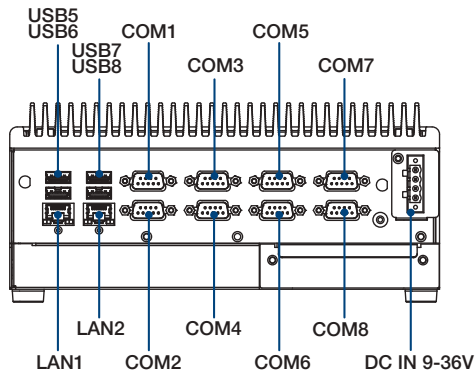 USB5
USB6
USB7
USB8
COM1
COM3
COM5
COM7
LAN1
LAN2
COM2
COM4
COM6
COM8
DC IN 9-36V